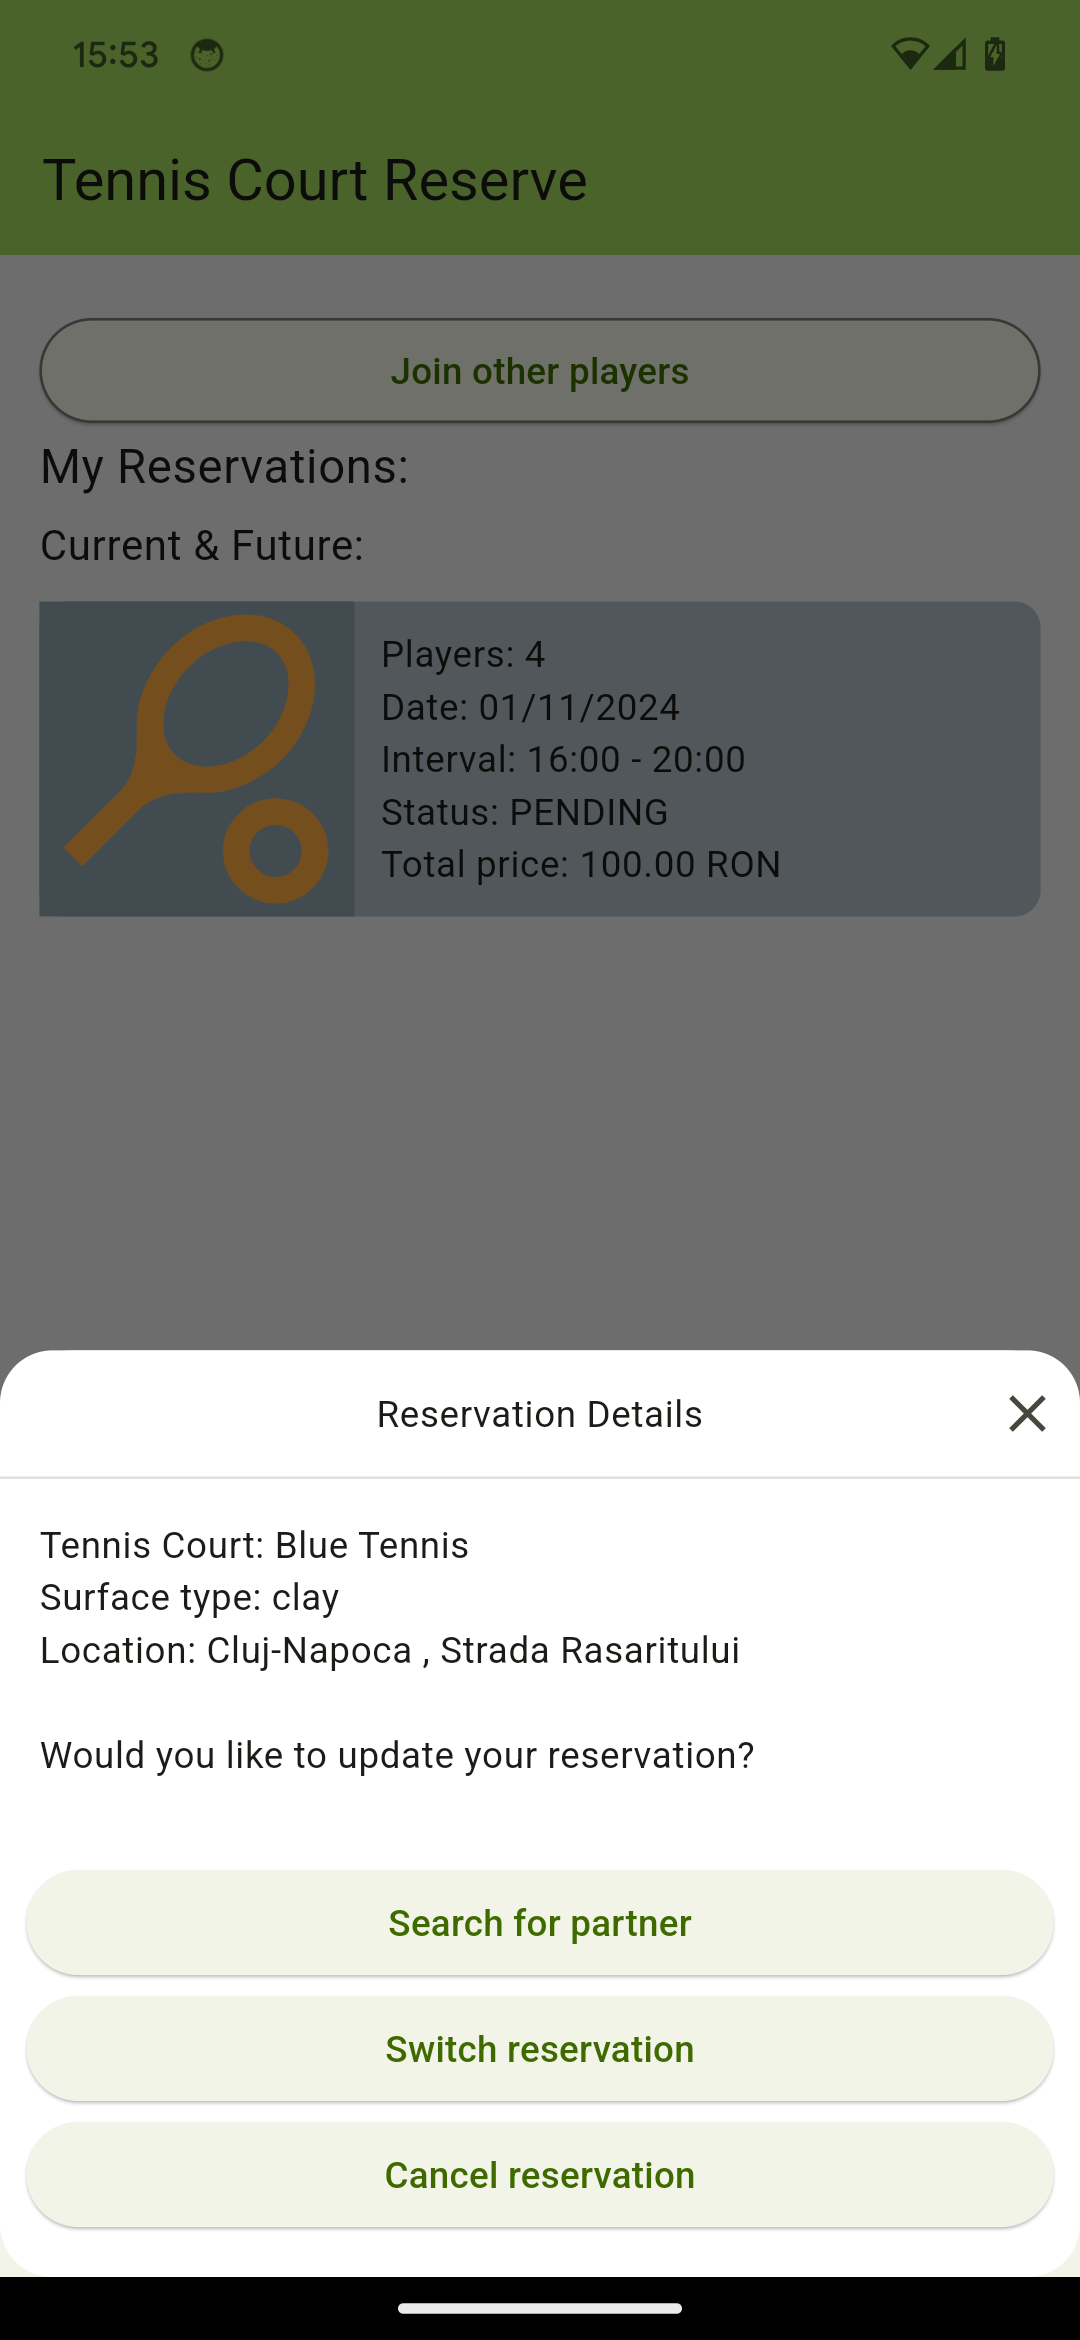 15:53
Tennis Court Reserve
Join other players
My Reservations:
Current & Future:
Players: 4
Date: 01/11/2024
Interval: 16:00 - 20:00
Status: PENDING
Total price: 100.00 RON
Reservation Details
Tennis Court: Blue Tennis
Surface type: clay
Location: Cluj-Napoca , Strada Rasaritului
Would you like to update your reservation?
Search for partner
Switch reservation
Cancel reservation